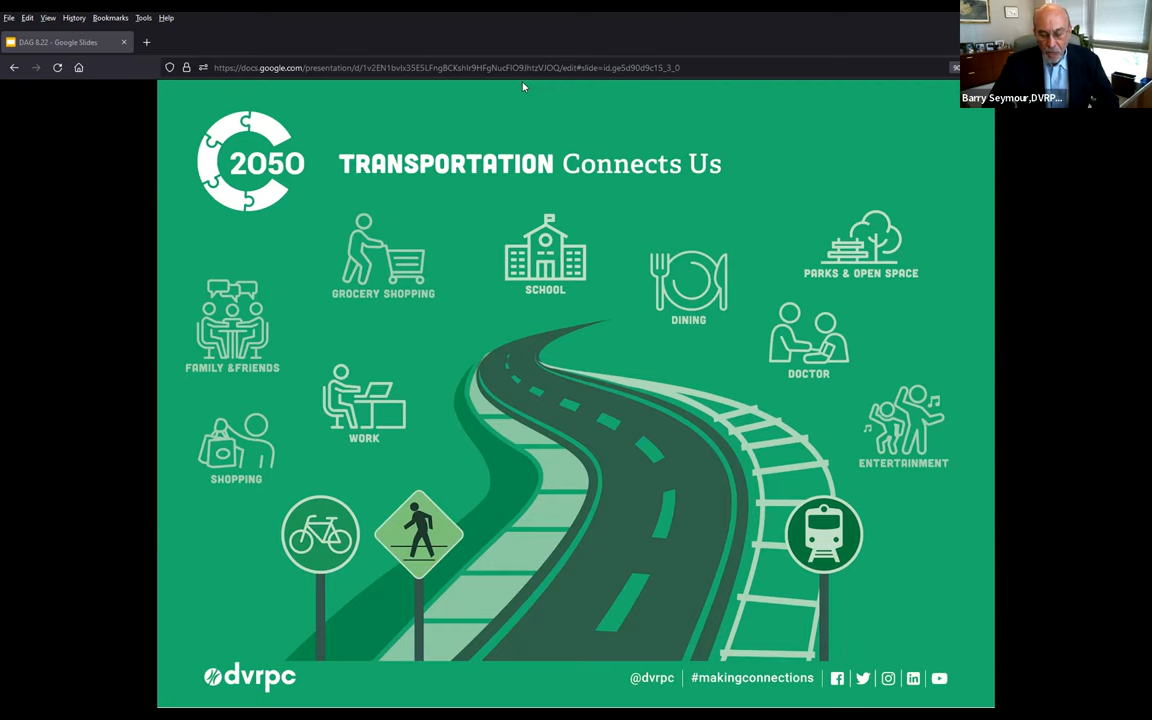 File Edit View History Bookmarks Tools Help
DAG 8.22 - Google Slides
Barry Seymour,DVRP...
2050
TRANSPORTATION Connects Us
GROCERY SHOPPING
SCHOOL
DINING
PARKS & OPEN SPACE
FAMILY &FRIENDS
DOCTOR
WORK
ENTERTAINMENT
SHOPPING
dvrpc
@dvrpc
#makingconnections